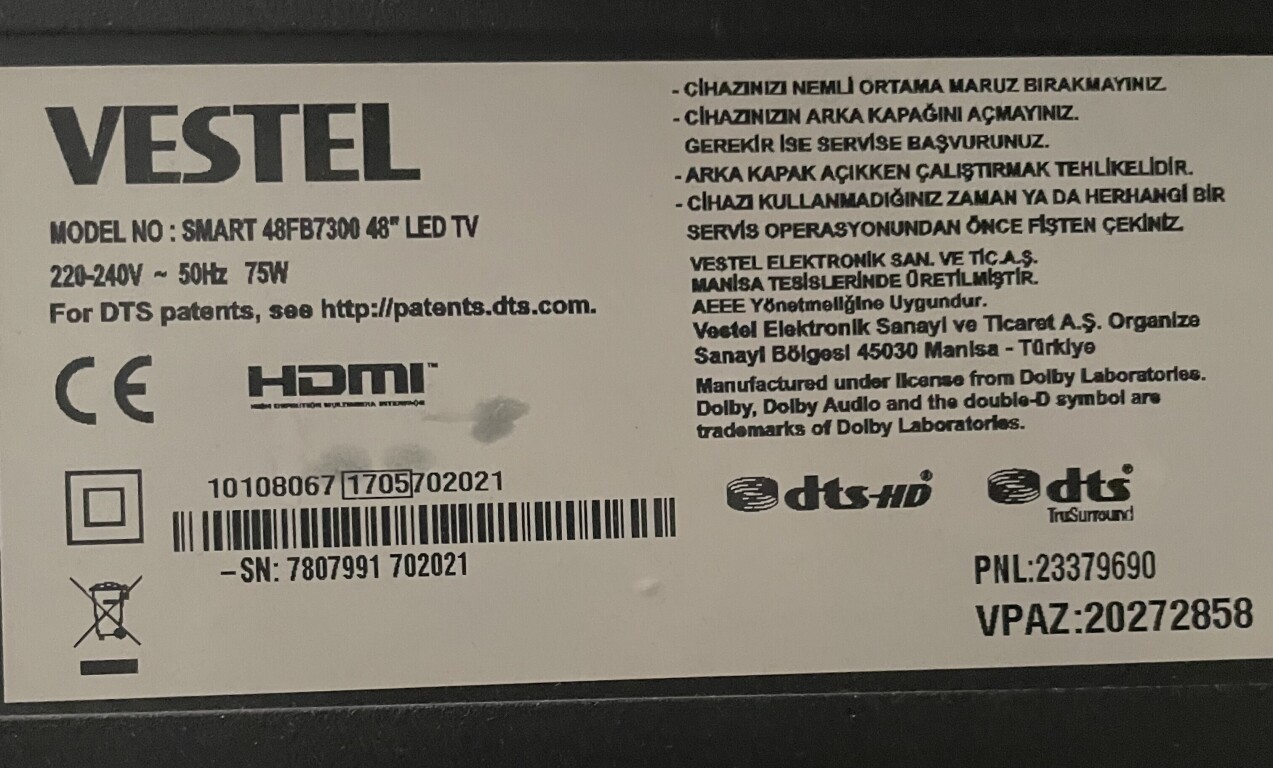 VESTEL
MODEL NO : SMART 48FB7300 48" LED TV
220-240V ~ 50Hz 75W
For DTS patents, see http://patents.dts.com.
CE
HDMI™
HIGH DEFINITION MULTIMEDIA INTERFACE
10108067 1705 702021
–SN: 7807991 702021
- CİHAZINIZI NEMLİ ORTAMA MARUZ BIRAKMAYINIZ.
- CİHAZINIZIN ARKA KAPAĞINI AÇMAYINIZ.
GEREKİR İSE SERVİSE BAŞVURUNUZ.
- ARKA KAPAK AÇIKKEN ÇALIŞTIRMAK TEHLİKELİDİR.
- CİHAZI KULLANMADIĞINIZ ZAMAN YA DA HERHANGİ BİR
SERVİS OPERASYONUNDAN ÖNCE FİŞTEN ÇEKİNİZ.
VESTEL ELEKTRONİK SAN. VE TİC.A.Ş.
MANİSA TESİSLERİNDE ÜRETİLMİŞTİR.
AEEE Yönetmeliğine Uygundur.
Vestel Elektronik Sanayi ve Ticaret A.Ş. Organize
Sanayi Bölgesi 45030 Manisa - Türkiye
Manufactured under license from Dolby Laboratories.
Dolby, Dolby Audio and the double-D symbol are
trademarks of Dolby Laboratories.
dts-HD®
dts®
TruSurround
PNL:23379690
VPAZ:20272858